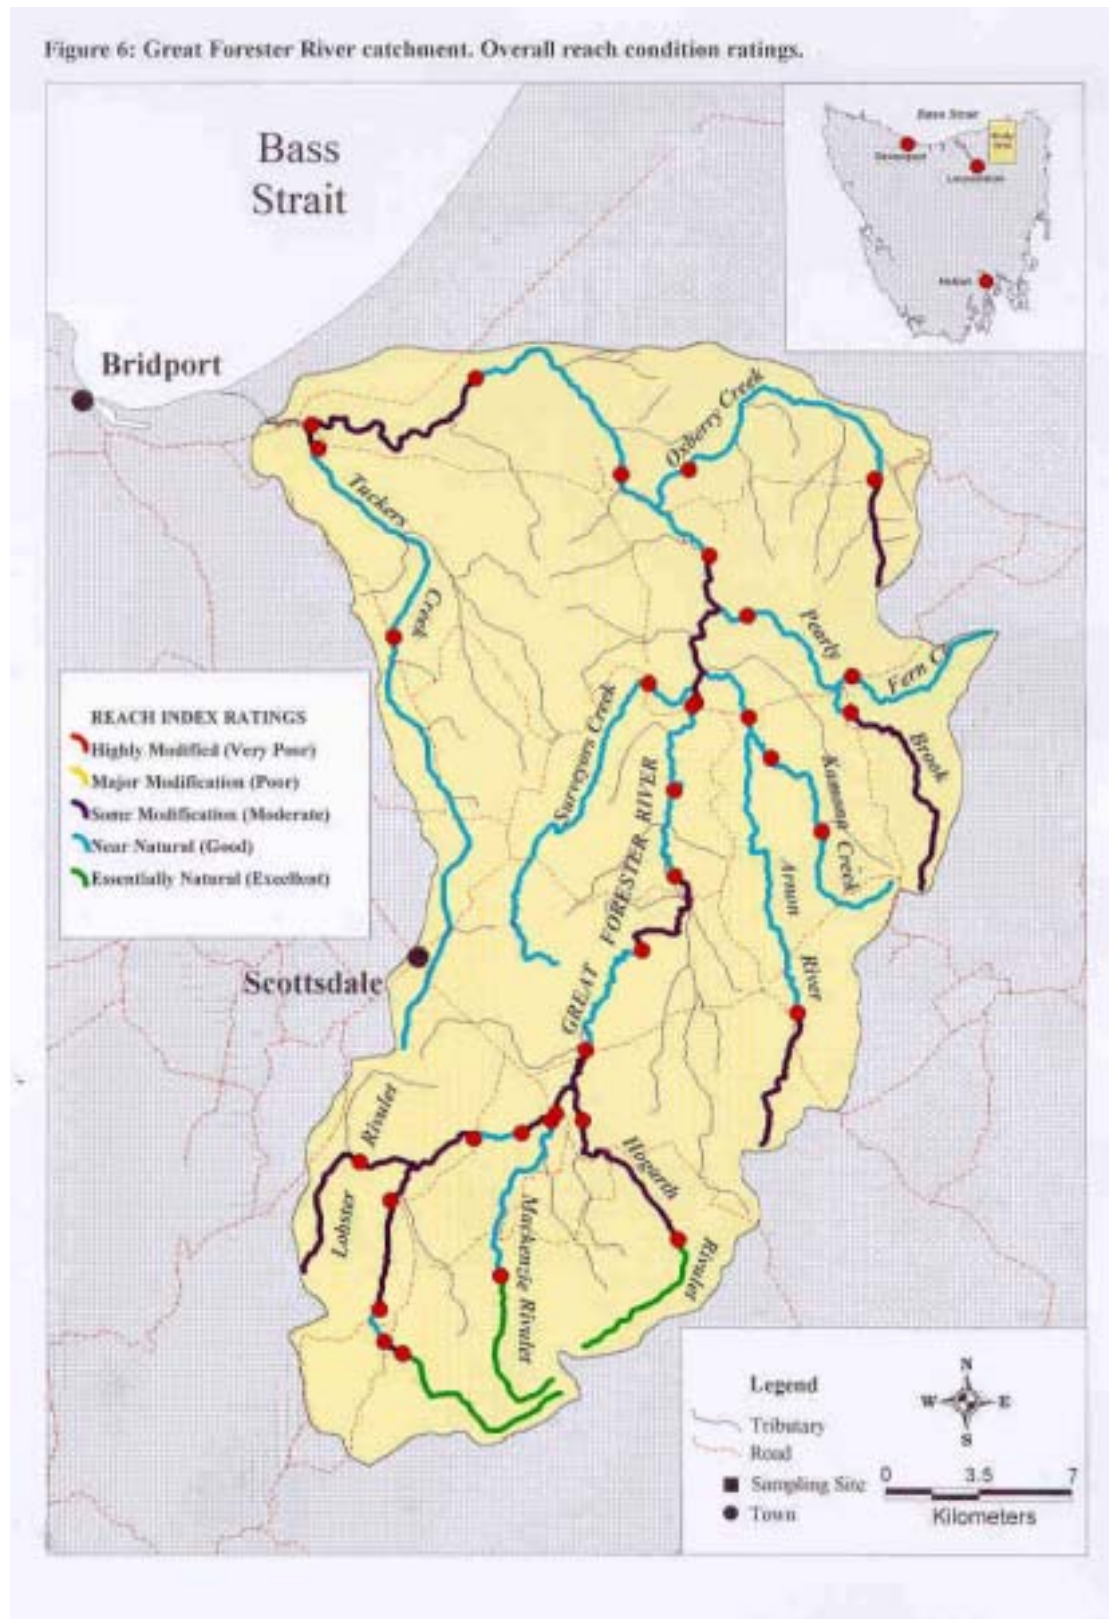 Figure 6: Great Forester River catchment. Overall reach condition ratings.
Bass
Strait
Bass Strait
Devonport
Launceston
Hobart
Bridport
Oxberry Creek
Tuckers
Creek
Pearly
Fern
Brook
Surveyors Creek
Kamona Creek
GREAT FORESTER RIVER
Arnon
River
REACH INDEX RATINGS
Highly Modified (Very Poor)
Major Modification (Poor)
Some Modification (Moderate)
Near Natural (Good)
Essentially Natural (Excellent)
Scottsdale
Rivulet
Lobster
Hogarth
Rivulet
Mackenzie Rivulet
Legend
Tributary
Road
Sampling Site
Town
N
W E
S
0 3.5 7
Kilometers